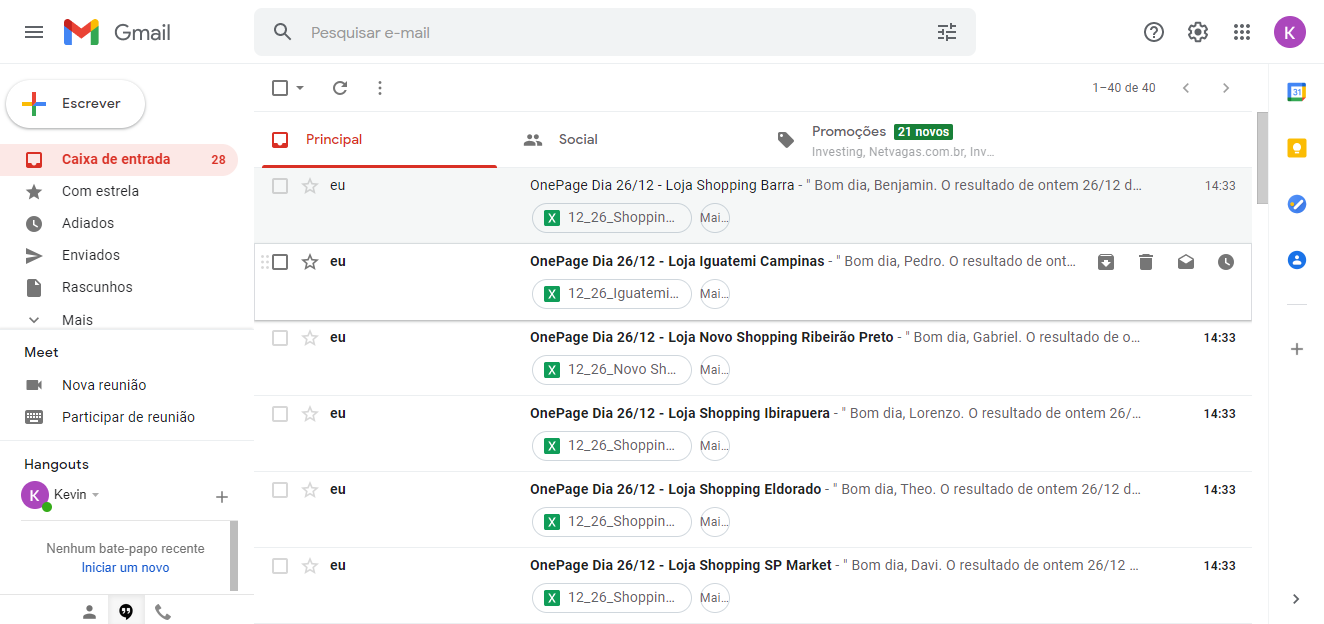 Gmail
Pesquisar e-mail
K
Escrever
1–40 de 40
31
Caixa de entrada 28
Com estrela
Adiados
Enviados
Rascunhos
Mais
Meet
Nova reunião
Participar de reunião
Hangouts
K Kevin
Nenhum bate-papo recente
Iniciar um novo
Principal
Social
Promoções 21 novos
Investing, Netvagas.com.br, Inv…
eu OnePage Dia 26/12 - Loja Shopping Barra - " Bom dia, Benjamin. O resultado de ontem 26/12 d… 14:33
X 12_26_Shoppin… Mai…
eu OnePage Dia 26/12 - Loja Iguatemi Campinas - " Bom dia, Pedro. O resultado de ont…
X 12_26_Iguatemi… Mai…
eu OnePage Dia 26/12 - Loja Novo Shopping Ribeirão Preto - " Bom dia, Gabriel. O resultado de o… 14:33
X 12_26_Novo Sh… Mai…
eu OnePage Dia 26/12 - Loja Shopping Ibirapuera - " Bom dia, Lorenzo. O resultado de ontem 26/… 14:33
X 12_26_Shoppin… Mai…
eu OnePage Dia 26/12 - Loja Shopping Eldorado - " Bom dia, Theo. O resultado de ontem 26/12 d… 14:33
X 12_26_Shoppin… Mai…
eu OnePage Dia 26/12 - Loja Shopping SP Market - " Bom dia, Davi. O resultado de ontem 26/12 … 14:33
X 12_26_Shoppin… Mai…